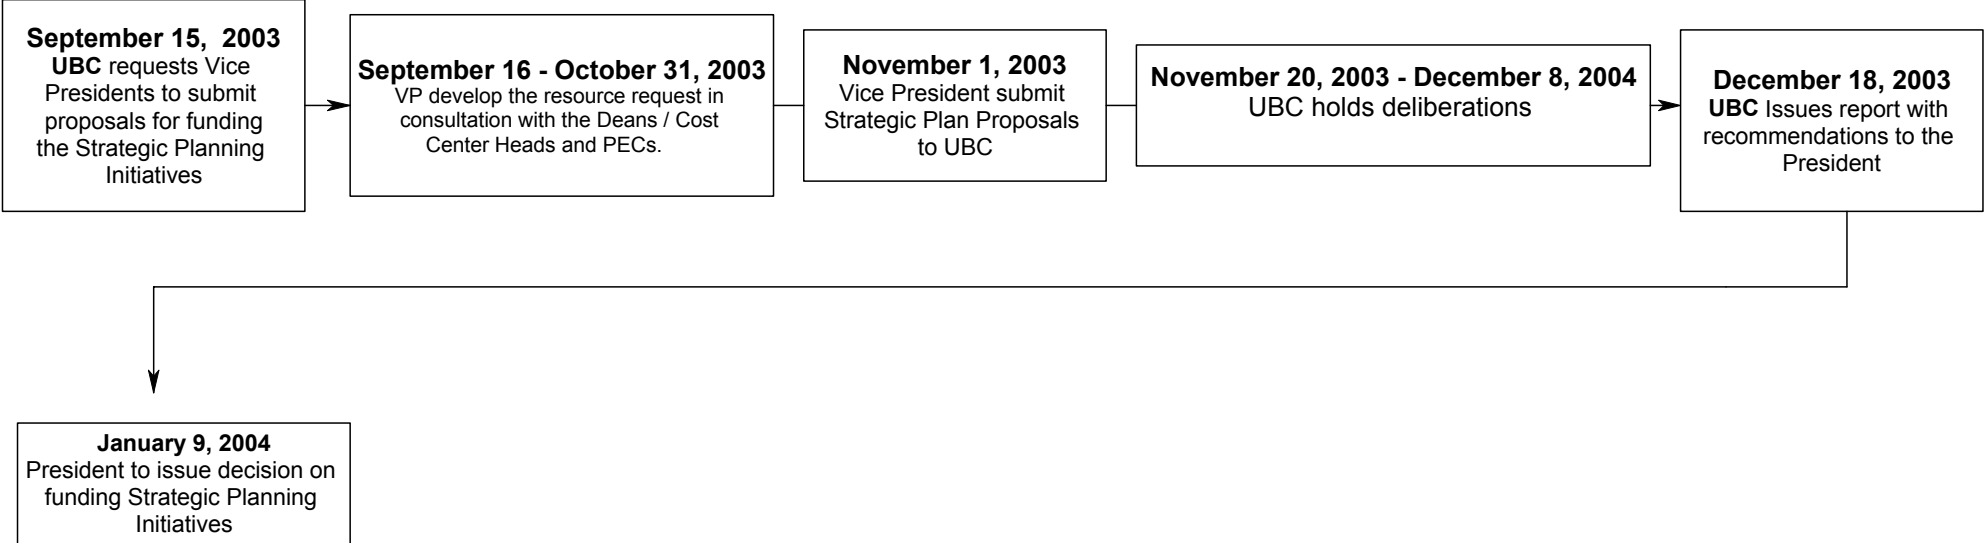 September 15,  2003
UBC requests Vice
Presidents to submit
proposals for funding
the Strategic Planning
Initiatives
September 16 - October 31, 2003
VP develop the resource request in
consultation with the Deans / Cost
Center Heads and PECs.
November 1, 2003
Vice President submit
Strategic Plan Proposals
to UBC
November 20, 2003 - December 8, 2004
UBC holds deliberations
December 18, 2003
UBC Issues report with
recommendations to the
President
January 9, 2004
President to issue decision on
funding Strategic Planning
Initiatives